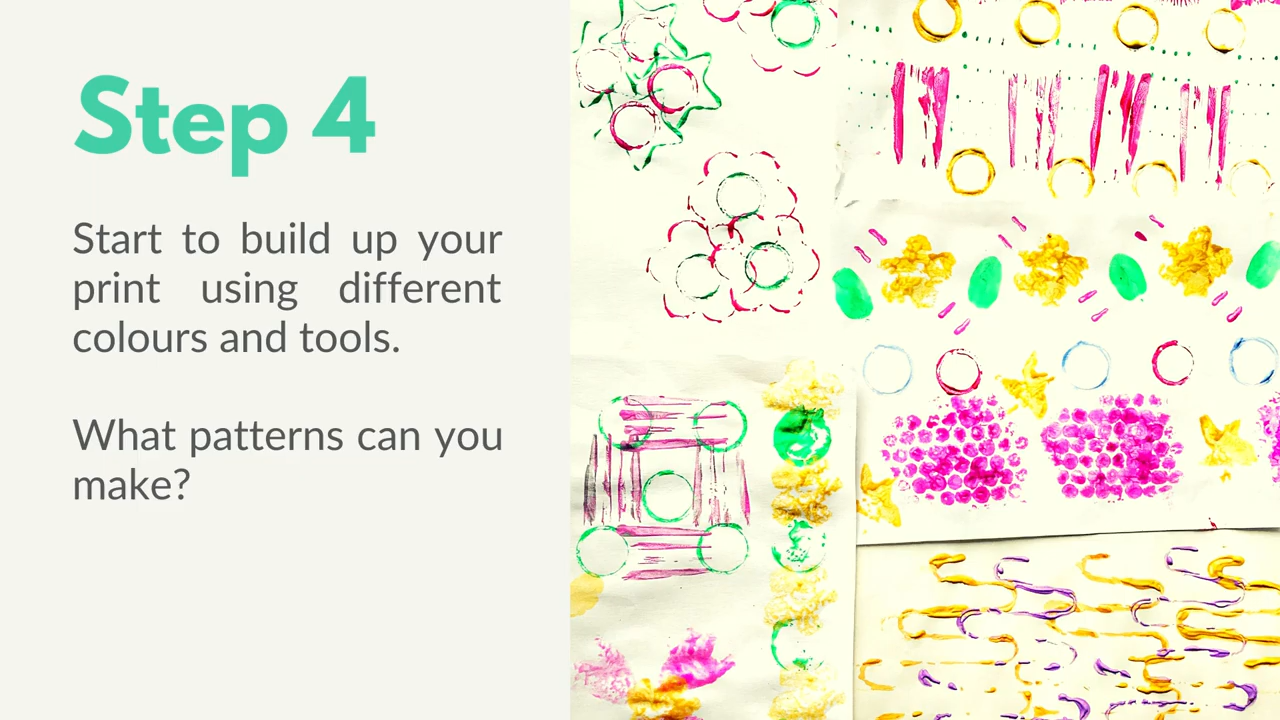 Step 4
Start to build up your
print using different
colours and tools.
What patterns can you
make?